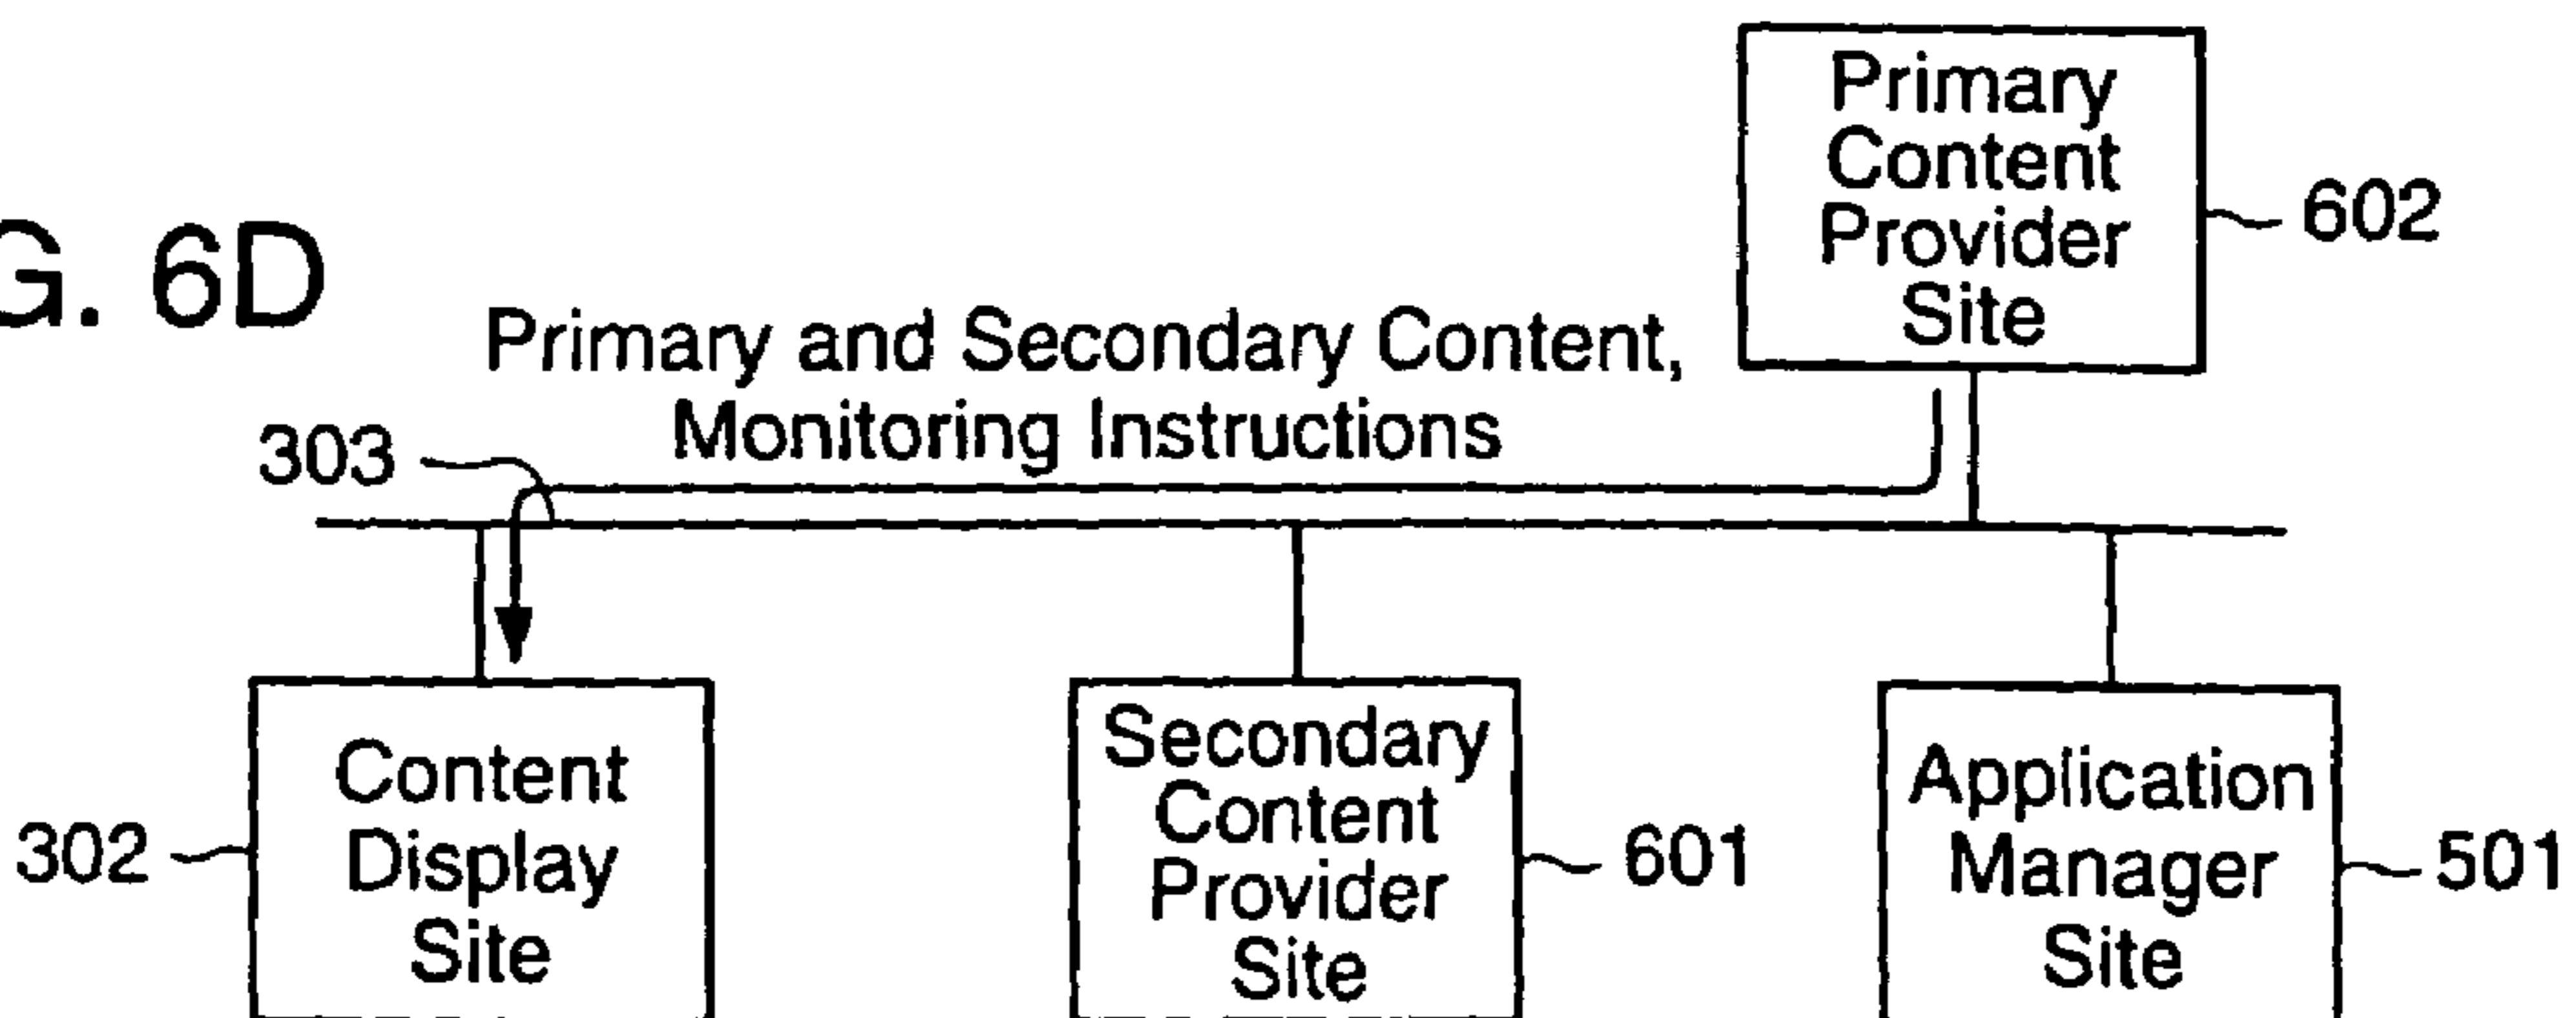 Primary
Content
Provider
Site
602
G. 6D
Primary and Secondary Content,
Monitoring Instructions
303
Content
Display
Site
302
Secondary
Content
Provider
Site
601
Application
Manager
Site
501